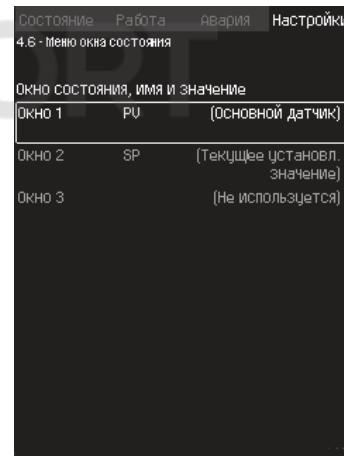 Состояние Работа Авария Настройки
4.6 - Меню окна состояния
Окно состояния, имя и значение
Окно 1 PV (Основной датчик)
Окно 2 SP (Текущее установл.
значение)
Окно 3 (Не используется)